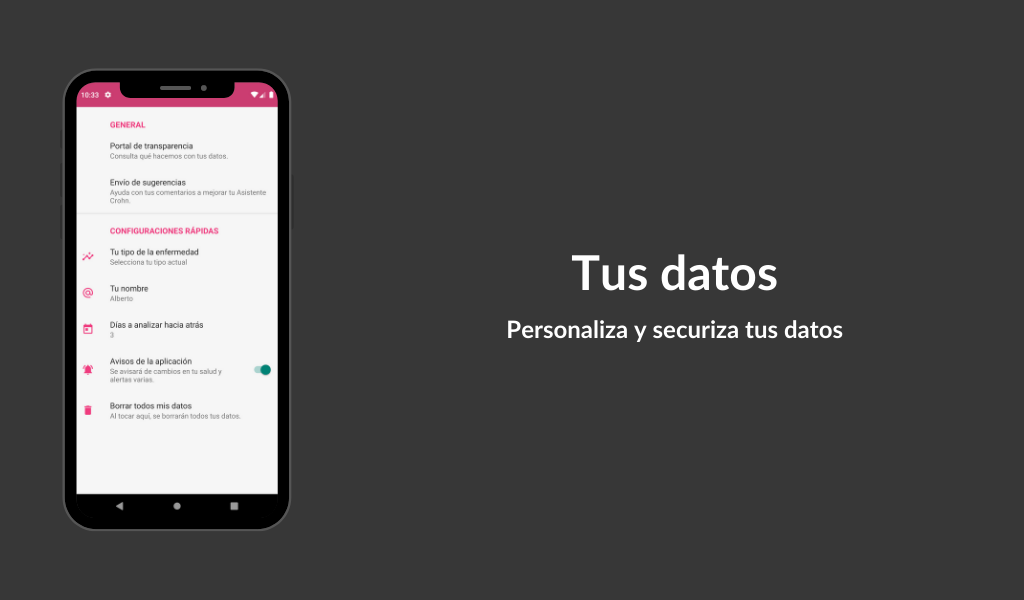 10:33
GENERAL
Portal de transparencia
Consulta qué hacemos con tus datos.
Envío de sugerencias
Ayuda con tus comentarios a mejorar tu Asistente
Crohn.
CONFIGURACIONES RÁPIDAS
Tu tipo de la enfermedad
Selecciona tu tipo actual
Tu nombre
Alberto
Días a analizar hacia atrás
3
Avisos de la aplicación
Se avisará de cambios en tu salud y
alertas varias.
Borrar todos mis datos
Al tocar aquí, se borrarán todos tus datos.
Tus datos
Personaliza y securiza tus datos